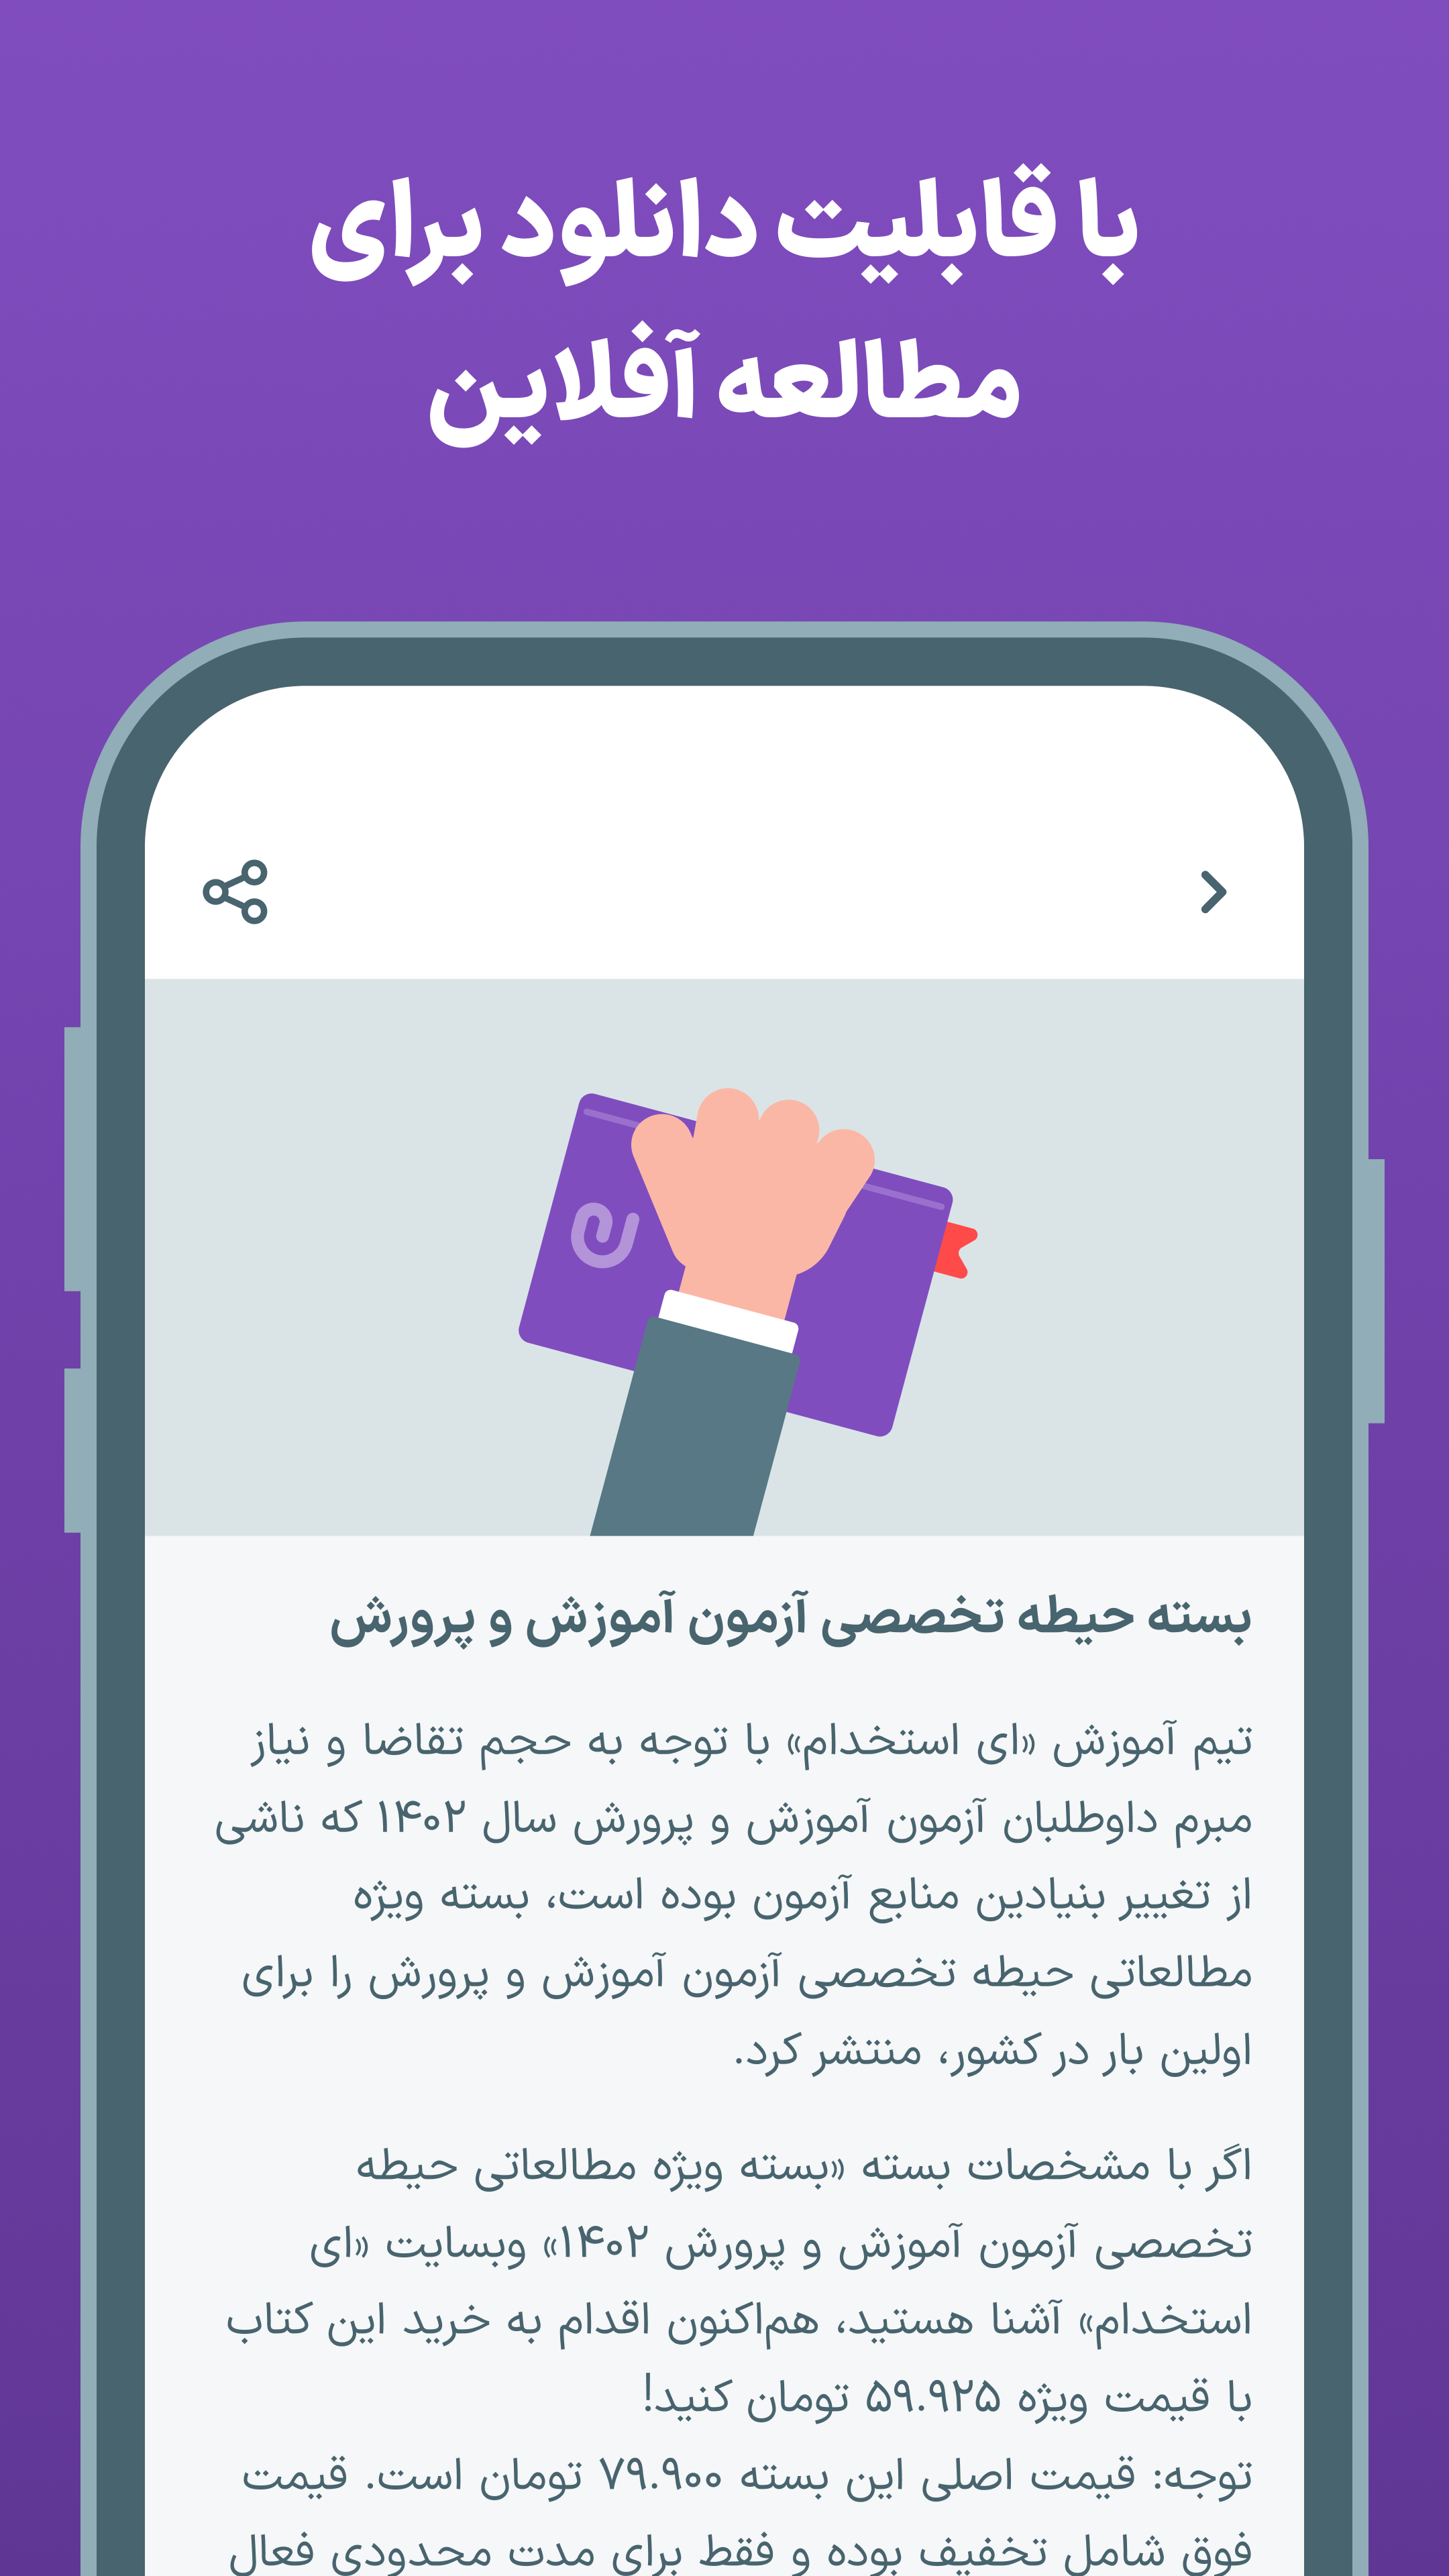 با قابلیت دانلود برای
مطالعه آفلاین
بسته حیطه تخصصی آزمون آموزش و پرورش
تیم آموزش «ای استخدام» با توجه به حجم تقاضا و نیاز
مبرم داوطلبان آزمون آموزش و پرورش سال ۱۴۰۲ که ناشی
از تغییر بنیادین منابع آزمون بوده است، بسته ویژه
مطالعاتی حیطه تخصصی آزمون آموزش و پرورش را برای
اولین بار در کشور، منتشر کرد.
اگر با مشخصات بسته «بسته ویژه مطالعاتی حیطه
تخصصی آزمون آموزش و پرورش ۱۴۰۲» وبسایت «ای
استخدام» آشنا هستید، هم‌اکنون اقدام به خرید این کتاب
با قیمت ویژه ۵۹.۹۲۵ تومان کنید!
توجه: قیمت اصلی این بسته ۷۹.۹۰۰ تومان است. قیمت
فوق شامل تخفیف بوده و فقط برای مدت محدودی فعال